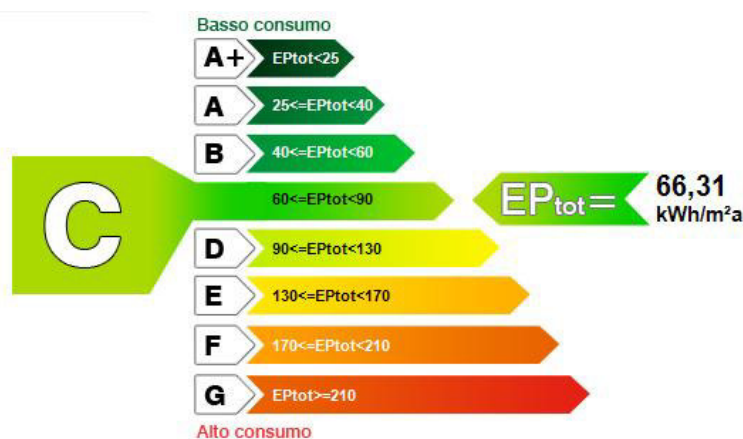 Basso consumo
A+ EPtot<25
A 25<=EPtot<40
B 40<=EPtot<60
C 60<=EPtot<90 EPtot= 66,31 kWh/m²a
D 90<=EPtot<130
E 130<=EPtot<170
F 170<=EPtot<210
G EPtot>=210
Alto consumo